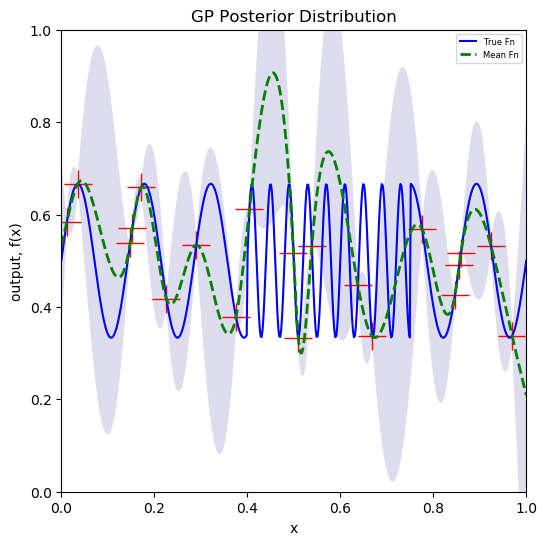 GP Posterior Distribution
True Fn
Mean Fn
output, f(x)
1.0
0.8
0.6
0.4
0.2
0.0
0.0 0.2 0.4 0.6 0.8 1.0
x